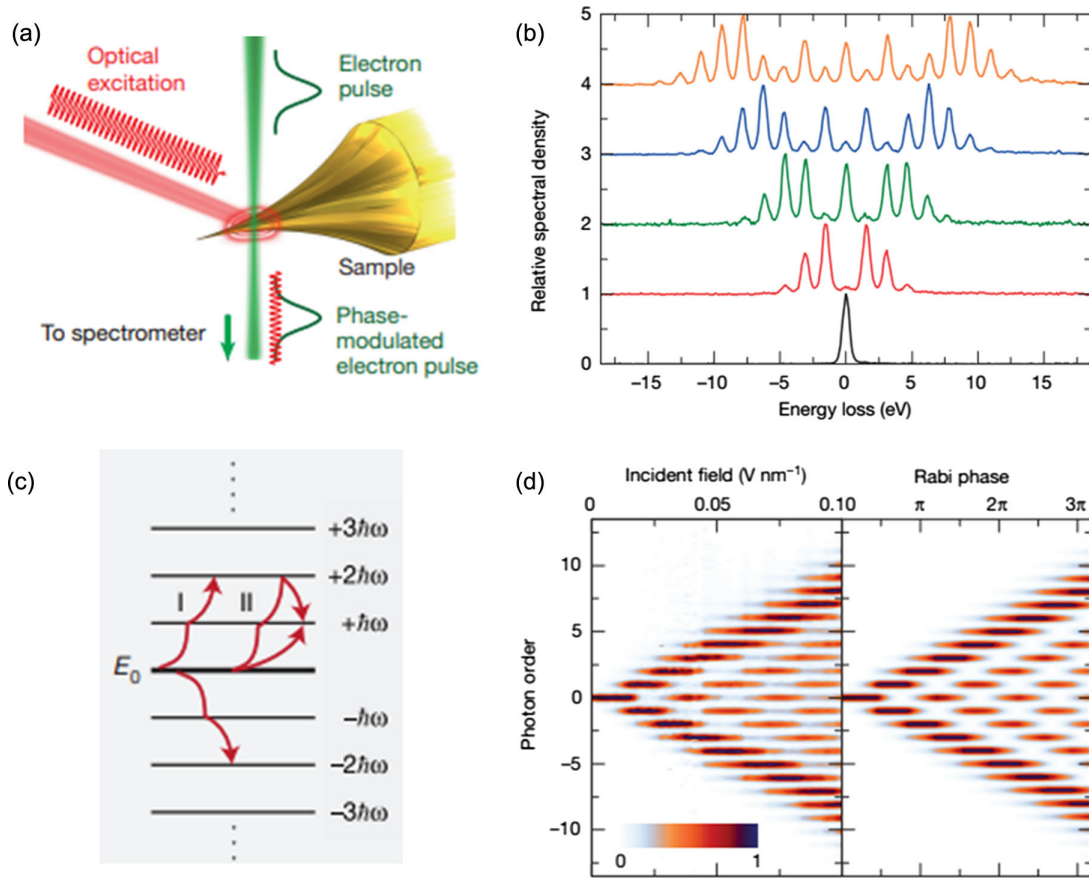 (a)
Optical
excitation
Electron
pulse
Sample
To spectrometer
Phase-
modulated
electron pulse
(b)
Relative spectral density
5
4
3
2
1
0
−15 −10 −5 0 5 10 15
Energy loss (eV)
(c)
E0
+3ħω
+2ħω
+ħω
−ħω
−2ħω
−3ħω
I
II
(d)
Incident field (V nm−1)
0 0.05 0.10
Rabi phase
π 2π 3π
Photon order
10
5
0
−5
−10
0 1